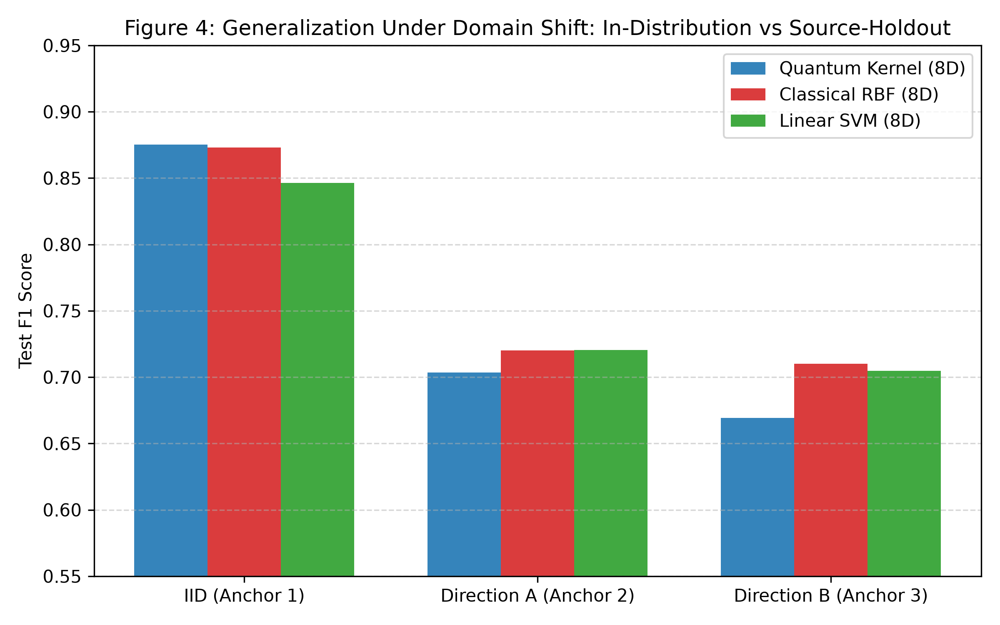 Figure 4: Generalization Under Domain Shift: In-Distribution vs Source-Holdout
Test F1 Score
0.95
0.90
0.85
0.80
0.75
0.70
0.65
0.60
0.55
Quantum Kernel (8D)
Classical RBF (8D)
Linear SVM (8D)
IID (Anchor 1)
Direction A (Anchor 2)
Direction B (Anchor 3)